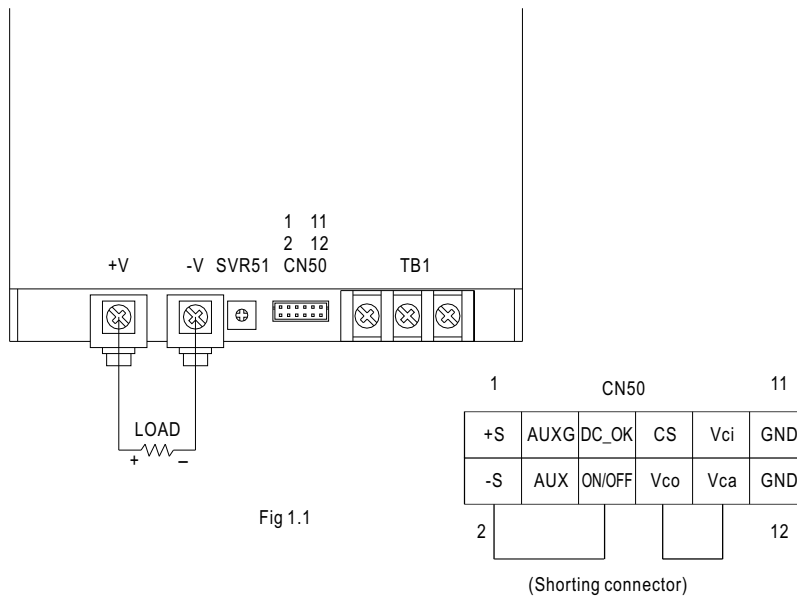 1 11
2 12
+V -V SVR51 CN50 TB1
LOAD
+ –
Fig 1.1
1 CN50 11
+S AUXG DC_OK CS Vci GND
-S AUX ON/OFF Vco Vca GND
2 12
(Shorting connector)